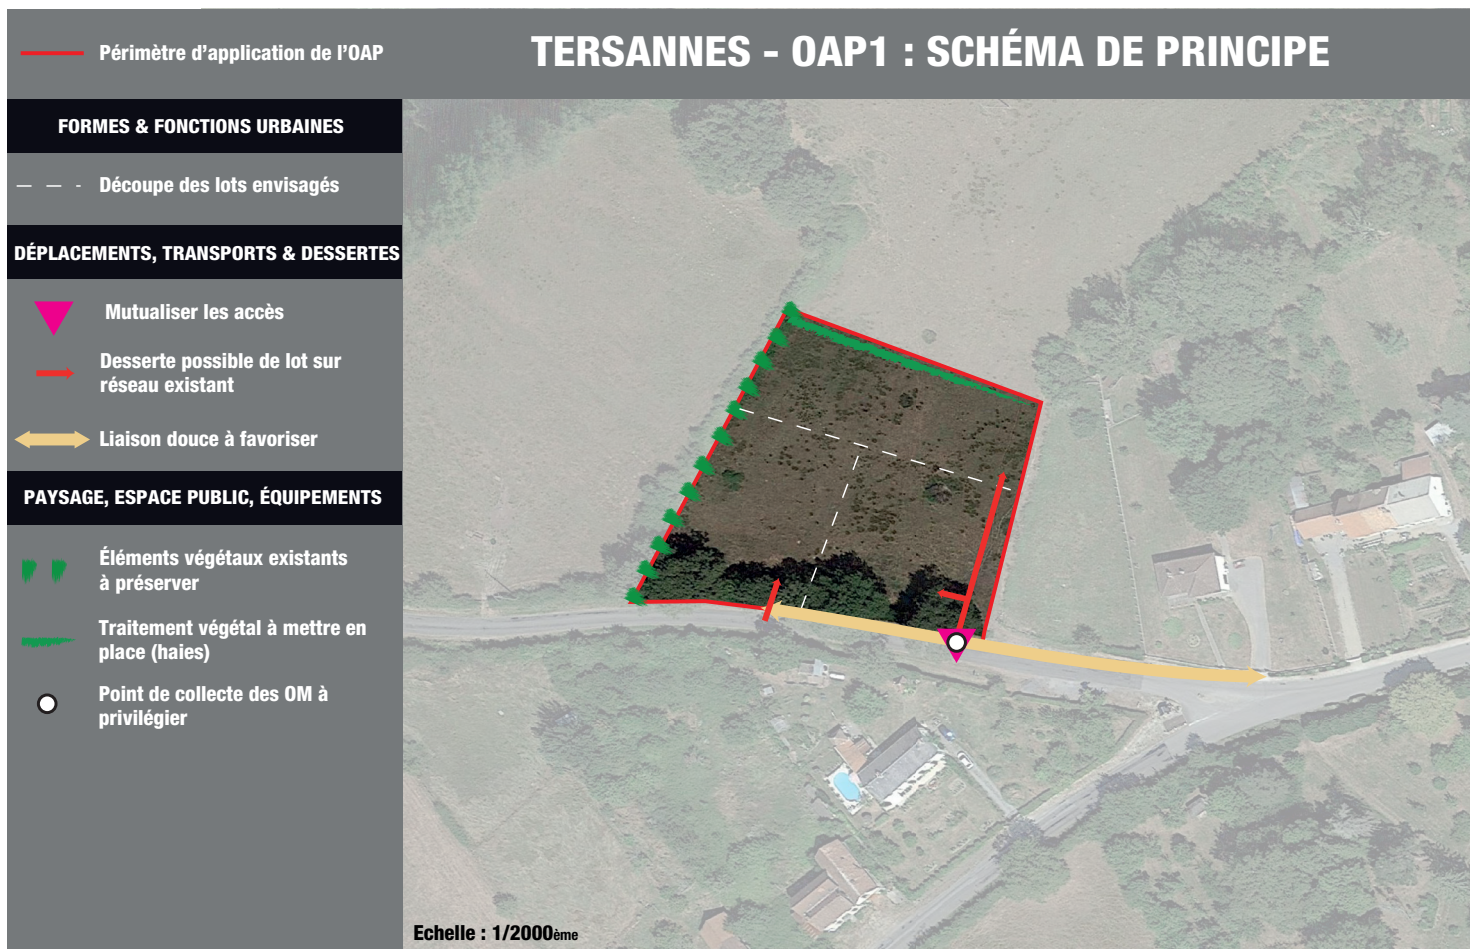 TERSANNES - OAP1 : SCHÉMA DE PRINCIPE
Périmètre d’application de l’OAP
FORMES & FONCTIONS URBAINES
Découpe des lots envisagés
DÉPLACEMENTS, TRANSPORTS & DESSERTES
Mutualiser les accès
Desserte possible de lot sur
réseau existant
Liaison douce à favoriser
PAYSAGE, ESPACE PUBLIC, ÉQUIPEMENTS
Éléments végétaux existants
à préserver
Traitement végétal à mettre en
place (haies)
Point de collecte des OM à
privilégier
Echelle : 1/2000ème